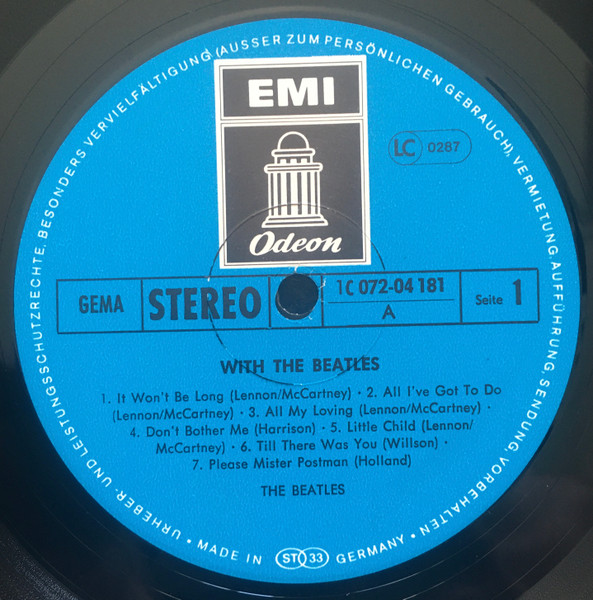 URHEBER- UND LEISTUNGSSCHUTZRECHTE, BESONDERS VERVIELFÄLTIGUNG (AUSSER ZUM PERSÖNLICHEN GEBRAUCH), VERMIETUNG, AUFFÜHRUNG, SENDUNG, VORBEHALTEN ·
EMI
Odeon
LC 0287
GEMA STEREO 1C 072-04 181 Seite 1
A
WITH THE BEATLES
1. It Won't Be Long (Lennon/McCartney) · 2. All I've Got To Do
(Lennon/McCartney) · 3. All My Loving (Lennon/McCartney) ·
4. Don't Bother Me (Harrison) · 5. Little Child (Lennon/
McCartney) · 6. Till There Was You (Willson) ·
7. Please Mister Postman (Holland)
THE BEATLES
· MADE IN ST 33 GERMANY ·